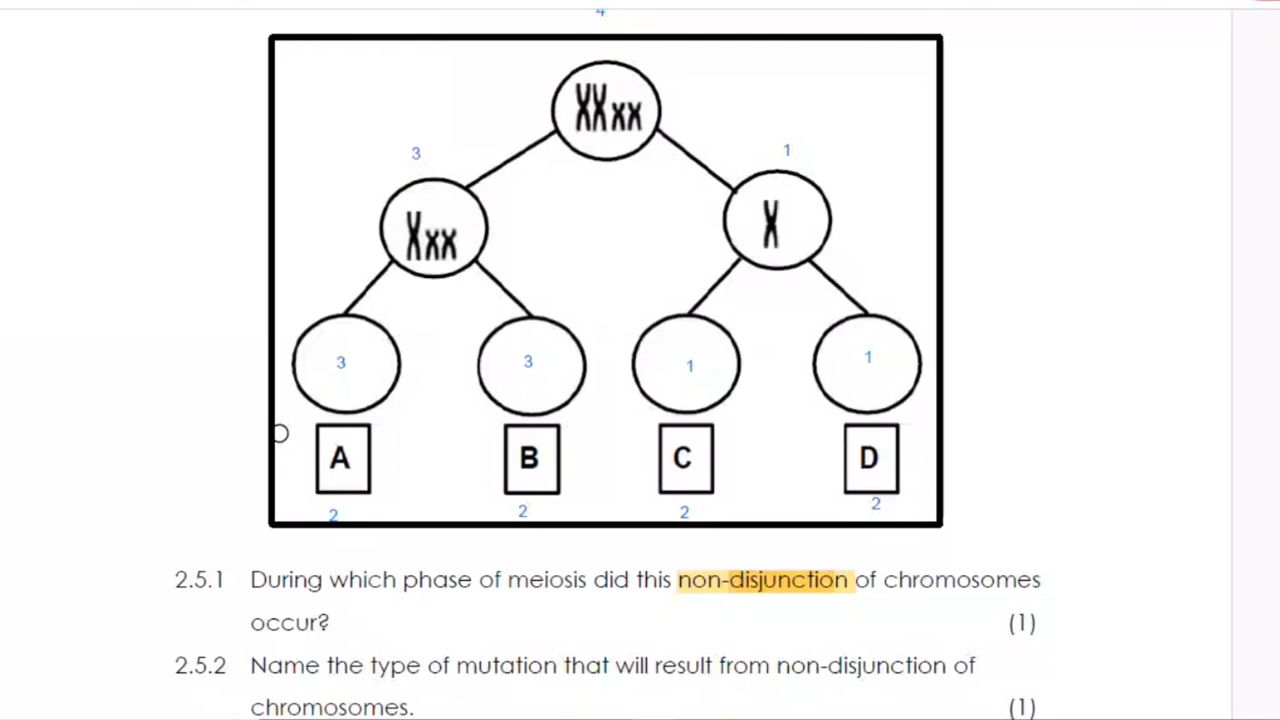 4
3
1
3
3
1
1
A
B
C
D
2
2
2
2
2.5.1 During which phase of meiosis did this non-disjunction of chromosomes
occur? (1)
2.5.2 Name the type of mutation that will result from non-disjunction of
chromosomes. (1)